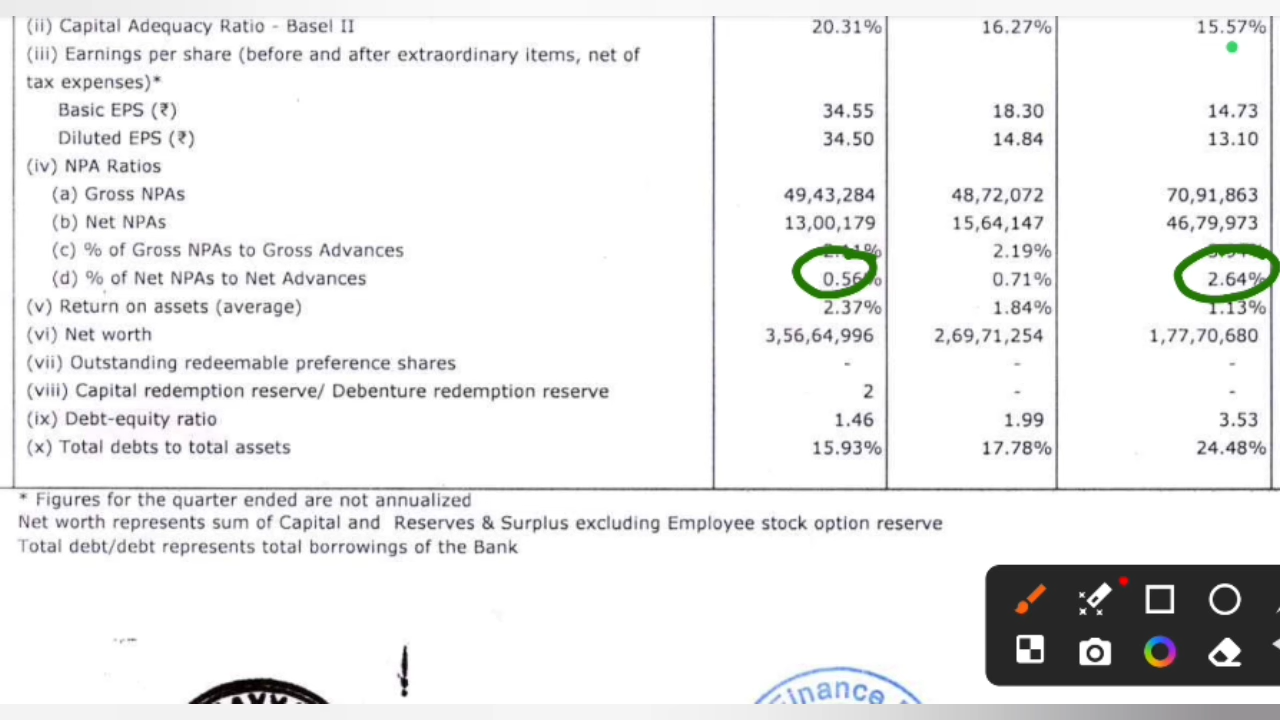 (ii) Capital Adequacy Ratio - Basel II 20.31% 16.27% 15.57%
(iii) Earnings per share (before and after extraordinary items, net of
tax expenses)*
Basic EPS (₹) 34.55 18.30 14.73
Diluted EPS (₹) 34.50 14.84 13.10
(iv) NPA Ratios
(a) Gross NPAs 49,43,284 48,72,072 70,91,863
(b) Net NPAs 13,00,179 15,64,147 46,79,973
(c) % of Gross NPAs to Gross Advances 2.19%
(d) % of Net NPAs to Net Advances 0.56% 0.71% 2.64%
(v) Return on assets (average) 2.37% 1.84% 1.13%
(vi) Net worth 3,56,64,996 2,69,71,254 1,77,70,680
(vii) Outstanding redeemable preference shares - - -
(viii) Capital redemption reserve/ Debenture redemption reserve 2 - -
(ix) Debt-equity ratio 1.46 1.99 3.53
(x) Total debts to total assets 15.93% 17.78% 24.48%
* Figures for the quarter ended are not annualized
Net worth represents sum of Capital and Reserves & Surplus excluding Employee stock option reserve
Total debt/debt represents total borrowings of the Bank
Finance